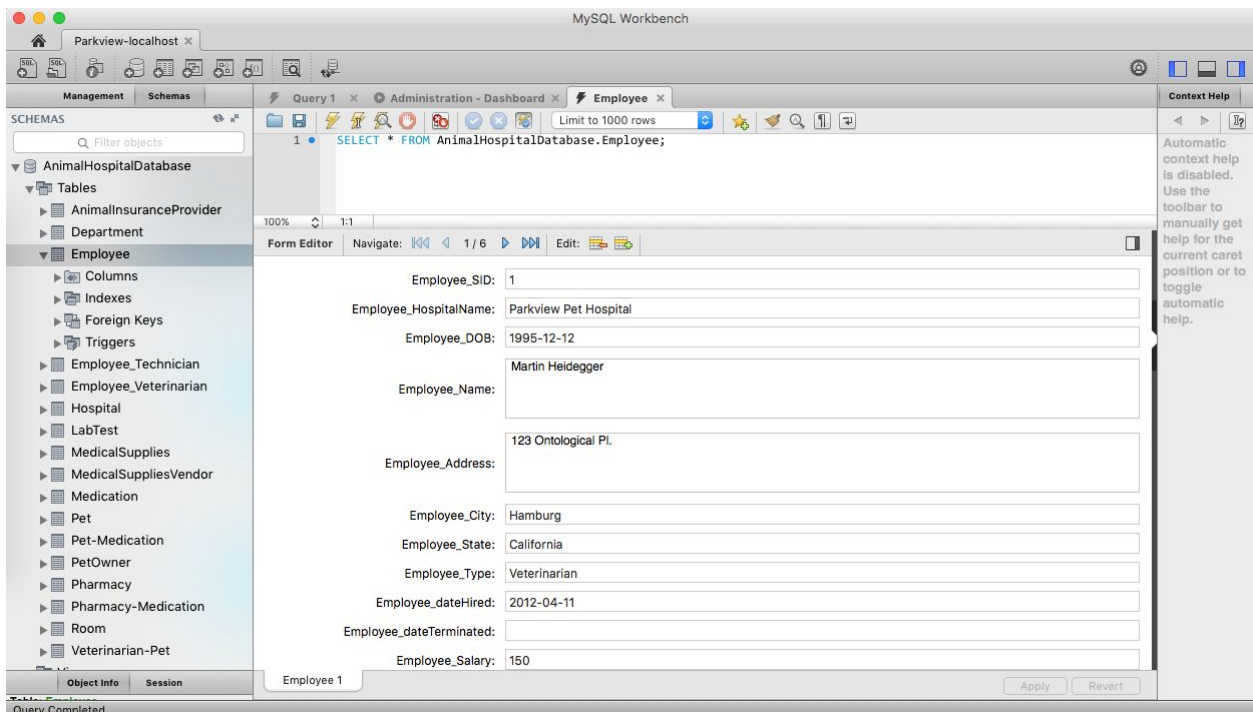 MySQL Workbench
Parkview-localhost
Management Schemas
SCHEMAS
Filter objects
AnimalHospitalDatabase
Tables
AnimalInsuranceProvider
Department
Employee
Columns
Indexes
Foreign Keys
Triggers
Employee_Technician
Employee_Veterinarian
Hospital
LabTest
MedicalSupplies
MedicalSuppliesVendor
Medication
Pet
Pet-Medication
PetOwner
Pharmacy
Pharmacy-Medication
Room
Veterinarian-Pet
Object Info Session
Query Completed
Query 1 Administration - Dashboard Employee
Limit to 1000 rows
1 SELECT * FROM AnimalHospitalDatabase.Employee;
100% 1:1
Form Editor Navigate: 1 / 6 Edit:
Employee_SID: 1
Employee_HospitalName: Parkview Pet Hospital
Employee_DOB: 1995-12-12
Employee_Name: Martin Heidegger
Employee_Address: 123 Ontological Pl.
Employee_City: Hamburg
Employee_State: California
Employee_Type: Veterinarian
Employee_dateHired: 2012-04-11
Employee_dateTerminated:
Employee_Salary: 150
Employee 1
Apply Revert
Context Help
Automatic
context help
is disabled.
Use the
toolbar to
manually get
help for the
current caret
position or to
toggle
automatic
help.